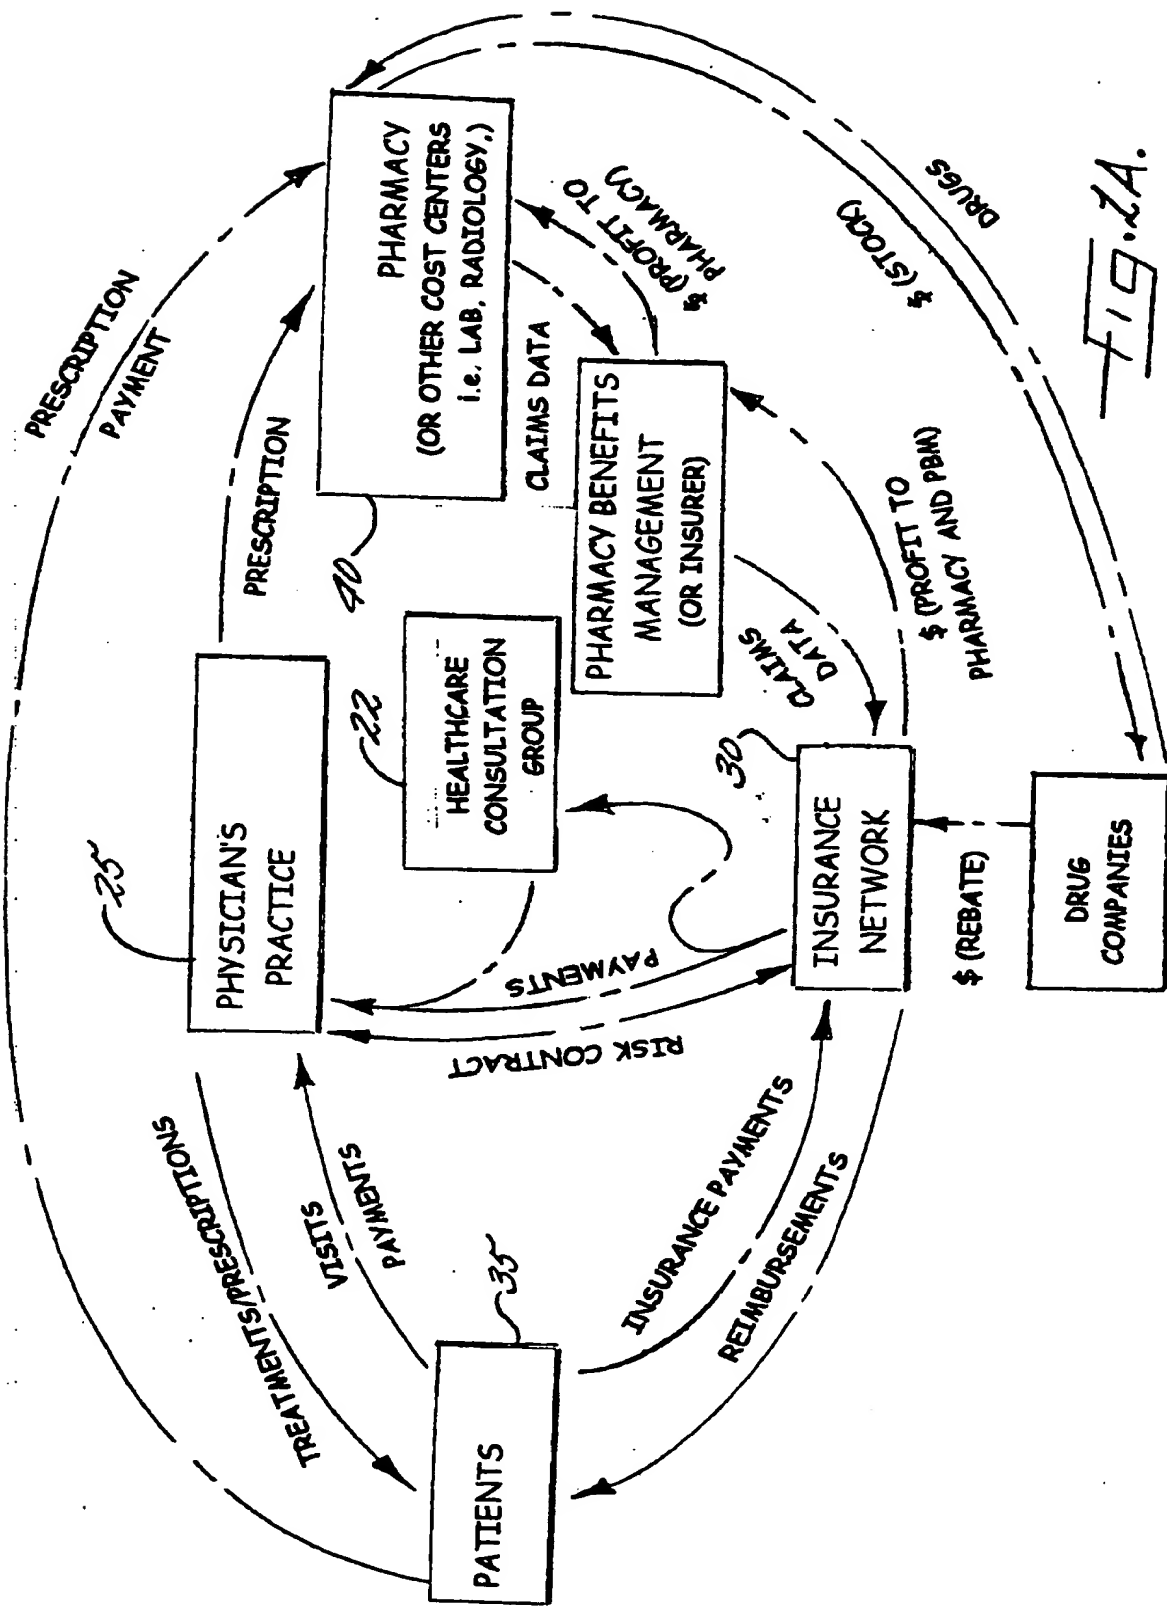 PRESCRIPTION
PAYMENT
25
PHYSICIAN'S
PRACTICE
PRESCRIPTION
TREATMENTS/PRESCRIPTIONS
VISITS
PAYMENTS
PHARMACY
(OR OTHER COST CENTERS
i.e., LAB, RADIOLOGY,)
40
22
HEALTHCARE
CONSULTATION
GROUP
CLAIMS DATA
$ (PROFIT TO
PHARMACY)
PATIENTS
35
PHARMACY BENEFITS
MANAGEMENT
(OR INSURER)
PAYMENTS
RISK CONTRACT
30
CLAIMS
DATA
INSURANCE PAYMENTS
REIMBURSEMENTS
INSURANCE
NETWORK
$ (PROFIT TO
PHARMACY AND PBM)
$ (STOCK)
DRUGS
$ (REBATE)
DRUG
COMPANIES
FIG. 2A.